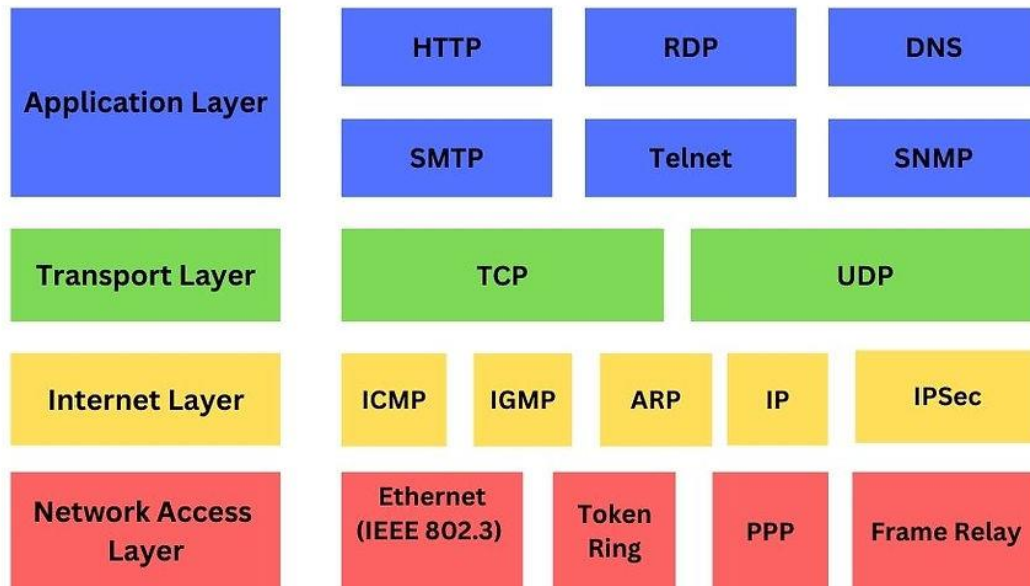 Application Layer
HTTP
RDP
DNS
SMTP
Telnet
SNMP
Transport Layer
TCP
UDP
Internet Layer
ICMP
IGMP
ARP
IP
IPSec
Network Access
Layer
Ethernet
(IEEE 802.3)
Token
Ring
PPP
Frame Relay